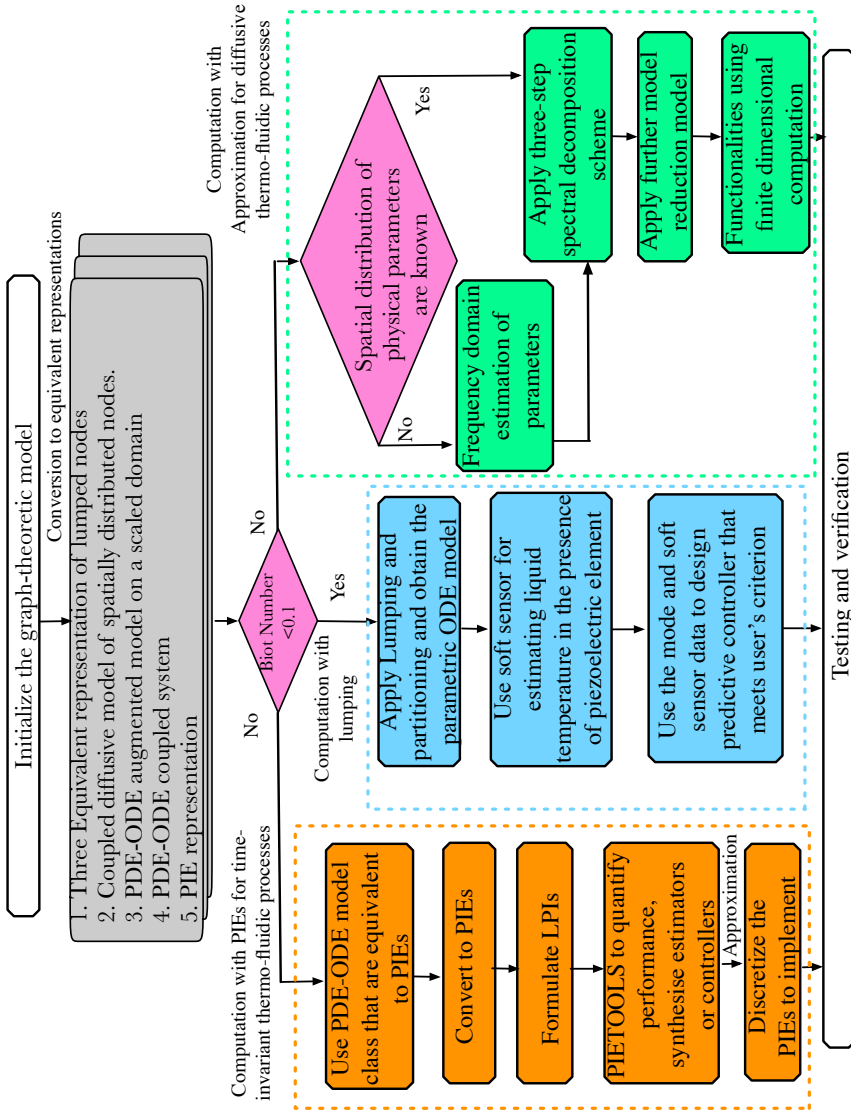 Initialize the graph-theoretic model
Conversion to equivalent representations
1. Three Equivalent representation of lumped nodes
2. Coupled diffusive model of spatially distributed nodes.
3. PDE-ODE augmented model on a scaled domain
4. PDE-ODE coupled system
5. PIE representation
Biot Number
<0.1
No
No
Yes
Computation with PIEs for time-
invariant thermo-fluidic processes
Use PDE-ODE model
class that are equivalent
to PIEs
Convert to PIEs
Formulate LPIs
PIETOOLS to quantify
performance,
synthesise estimators
or controllers
Approximation
Discretize the
PIEs to implement
Computation with
lumping
Apply Lumping and
partitioning and obtain the
parametric ODE model
Use soft sensor for
estimating liquid
temperature in the presence
of piezoelectric element
Use the mode and soft
sensor data to design
predictive controller that
meets user's criterion
Computation with
Approximation for diffusive
thermo-fluidic processes
Spatial distribution of
physical parameters
are known
No
Yes
Frequency domain
estimation of
parameters
Apply three-step
spectral decomposition
scheme
Apply further model
reduction model
Functionalities using
finite dimensional
computation
Testing and verification